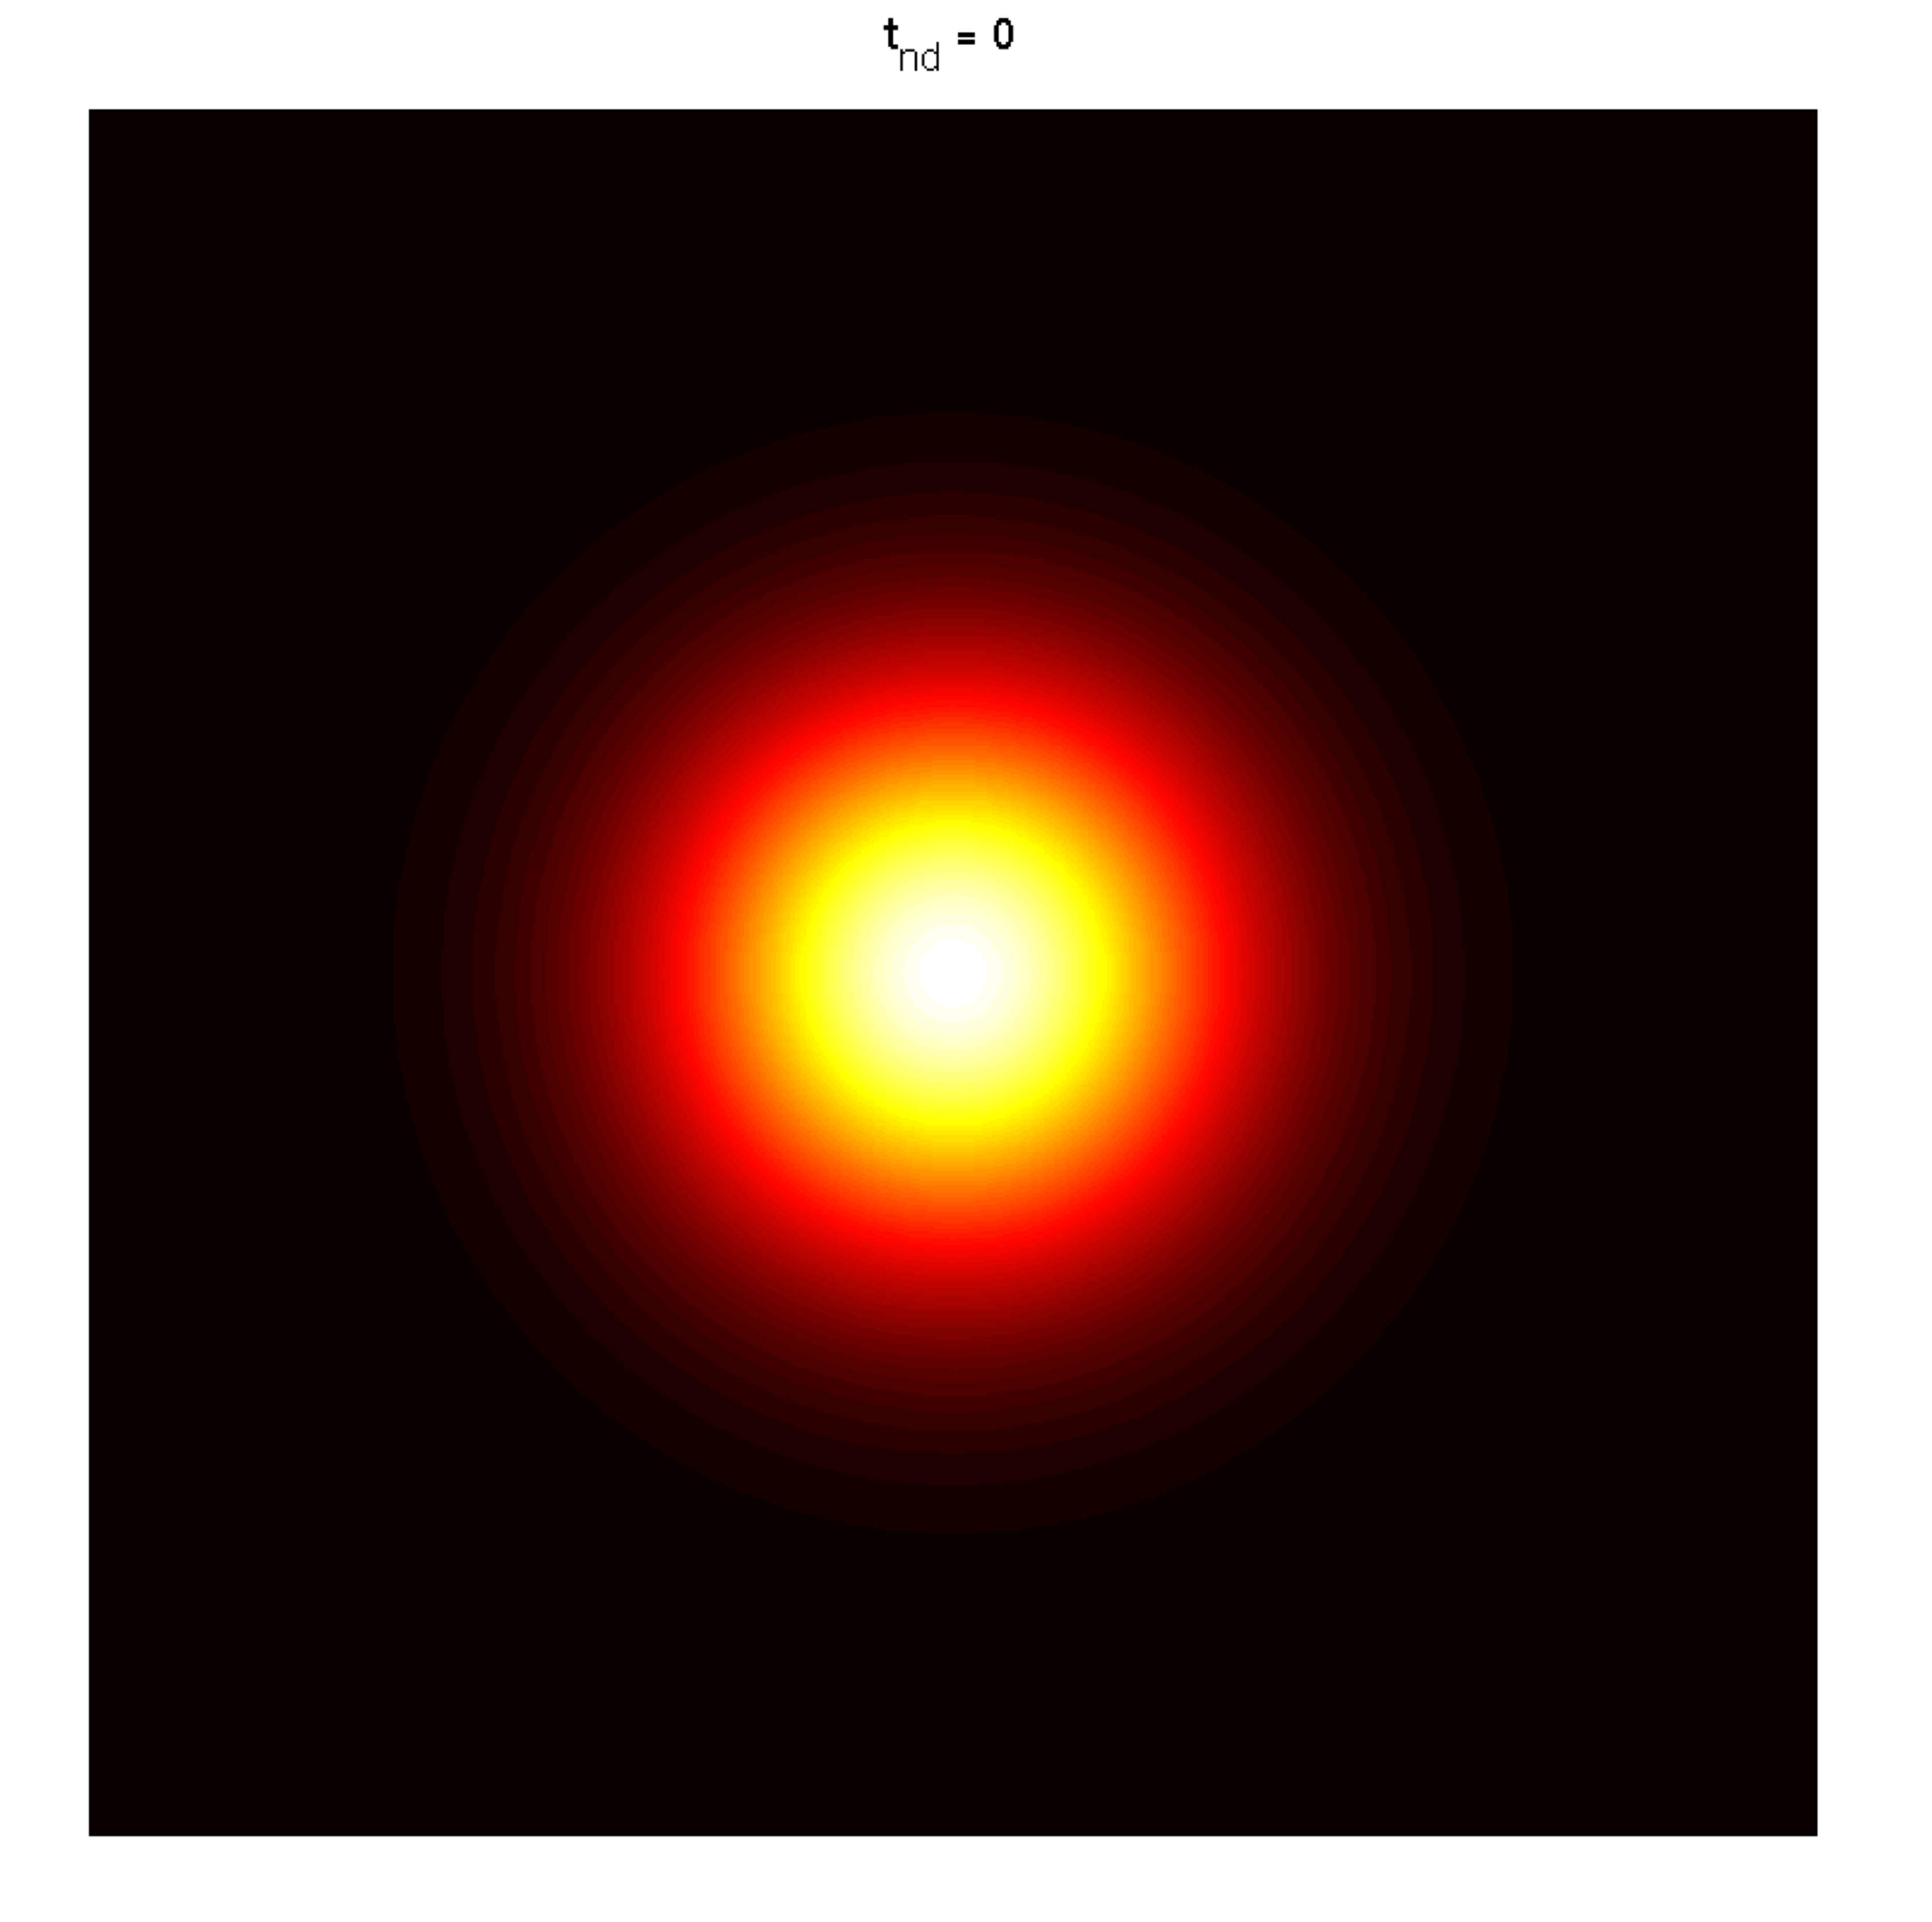 t_nd = 0